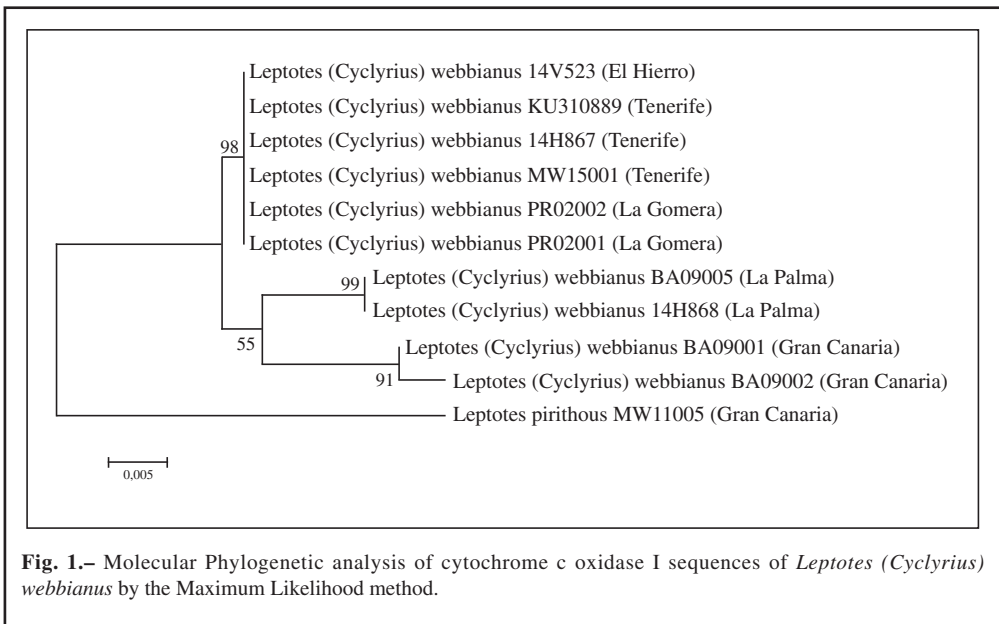 Leptotes (Cyclyrius) webbianus 14V523 (El Hierro)
Leptotes (Cyclyrius) webbianus KU310889 (Tenerife)
98
Leptotes (Cyclyrius) webbianus 14H867 (Tenerife)
Leptotes (Cyclyrius) webbianus MW15001 (Tenerife)
Leptotes (Cyclyrius) webbianus PR02002 (La Gomera)
Leptotes (Cyclyrius) webbianus PR02001 (La Gomera)
99
Leptotes (Cyclyrius) webbianus BA09005 (La Palma)
Leptotes (Cyclyrius) webbianus 14H868 (La Palma)
55
Leptotes (Cyclyrius) webbianus BA09001 (Gran Canaria)
91
Leptotes (Cyclyrius) webbianus BA09002 (Gran Canaria)
Leptotes pirithous MW11005 (Gran Canaria)
0,005
Fig. 1.– Molecular Phylogenetic analysis of cytochrome c oxidase I sequences of Leptotes (Cyclyrius)
webbianus by the Maximum Likelihood method.